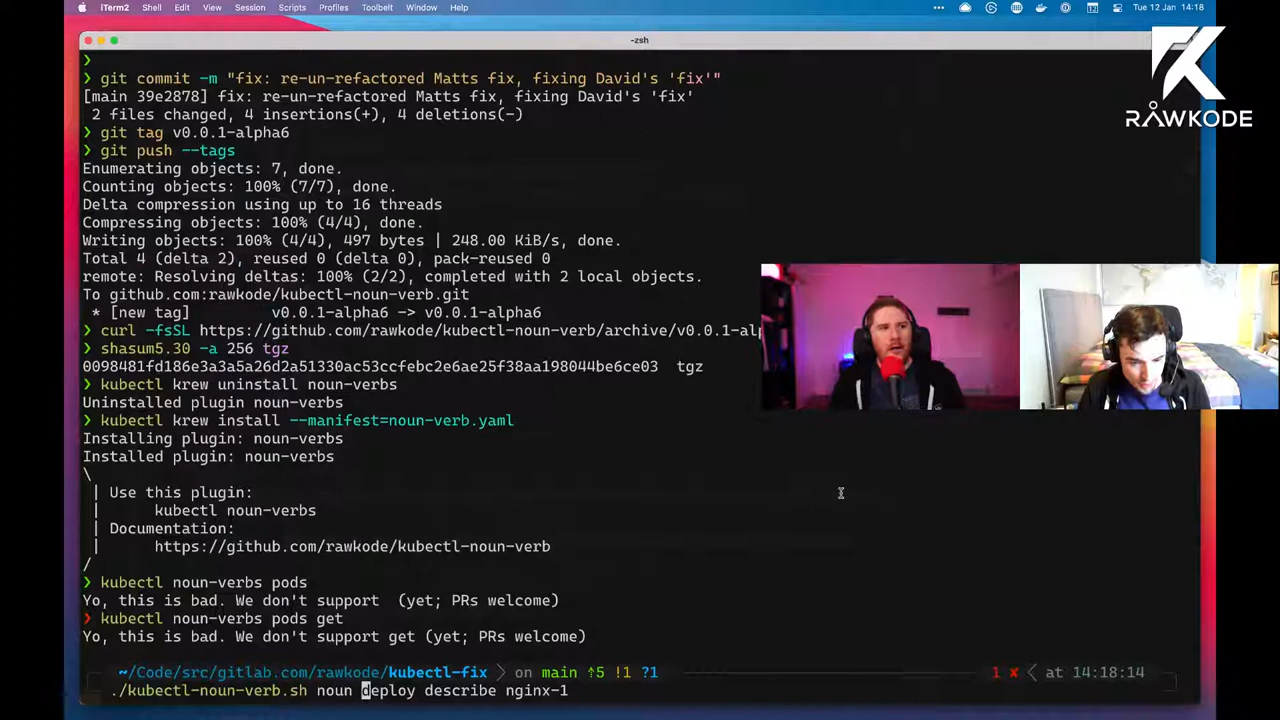 iTerm2 Shell Edit View Session Scripts Profiles Toolbelt Window Help
Tue 12 Jan 14:18
-zsh
RAWKODE
❯
❯ git commit -m "fix: re-un-refactored Matts fix, fixing David's 'fix'"
[main 39e2878] fix: re-un-refactored Matts fix, fixing David's 'fix'
2 files changed, 4 insertions(+), 4 deletions(-)
❯ git tag v0.0.1-alpha6
❯ git push --tags
Enumerating objects: 7, done.
Counting objects: 100% (7/7), done.
Delta compression using up to 16 threads
Compressing objects: 100% (4/4), done.
Writing objects: 100% (4/4), 497 bytes | 248.00 KiB/s, done.
Total 4 (delta 2), reused 0 (delta 0), pack-reused 0
remote: Resolving deltas: 100% (2/2), completed with 2 local objects.
To github.com:rawkode/kubectl-noun-verb.git
* [new tag] v0.0.1-alpha6 -> v0.0.1-alpha6
❯ curl -fsSL https://github.com/rawkode/kubectl-noun-verb/archive/v0.0.1-alp
❯ shasum5.30 -a 256 tgz
0098481fd186e3a3a5a26d2a51330ac53ccfebc2e6ae25f38aa198044be6ce03 tgz
❯ kubectl krew uninstall noun-verbs
Uninstalled plugin noun-verbs
❯ kubectl krew install --manifest=noun-verb.yaml
Installing plugin: noun-verbs
Installed plugin: noun-verbs
\
| Use this plugin:
| kubectl noun-verbs
| Documentation:
| https://github.com/rawkode/kubectl-noun-verb
/
❯ kubectl noun-verbs pods
Yo, this is bad. We don't support (yet; PRs welcome)
❯ kubectl noun-verbs pods get
Yo, this is bad. We don't support get (yet; PRs welcome)
~/Code/src/gitlab.com/rawkode/kubectl-fix on main ⇡5 !1 ?1 1 ✘ at 14:18:14
./kubectl-noun-verb.sh noun deploy describe nginx-1